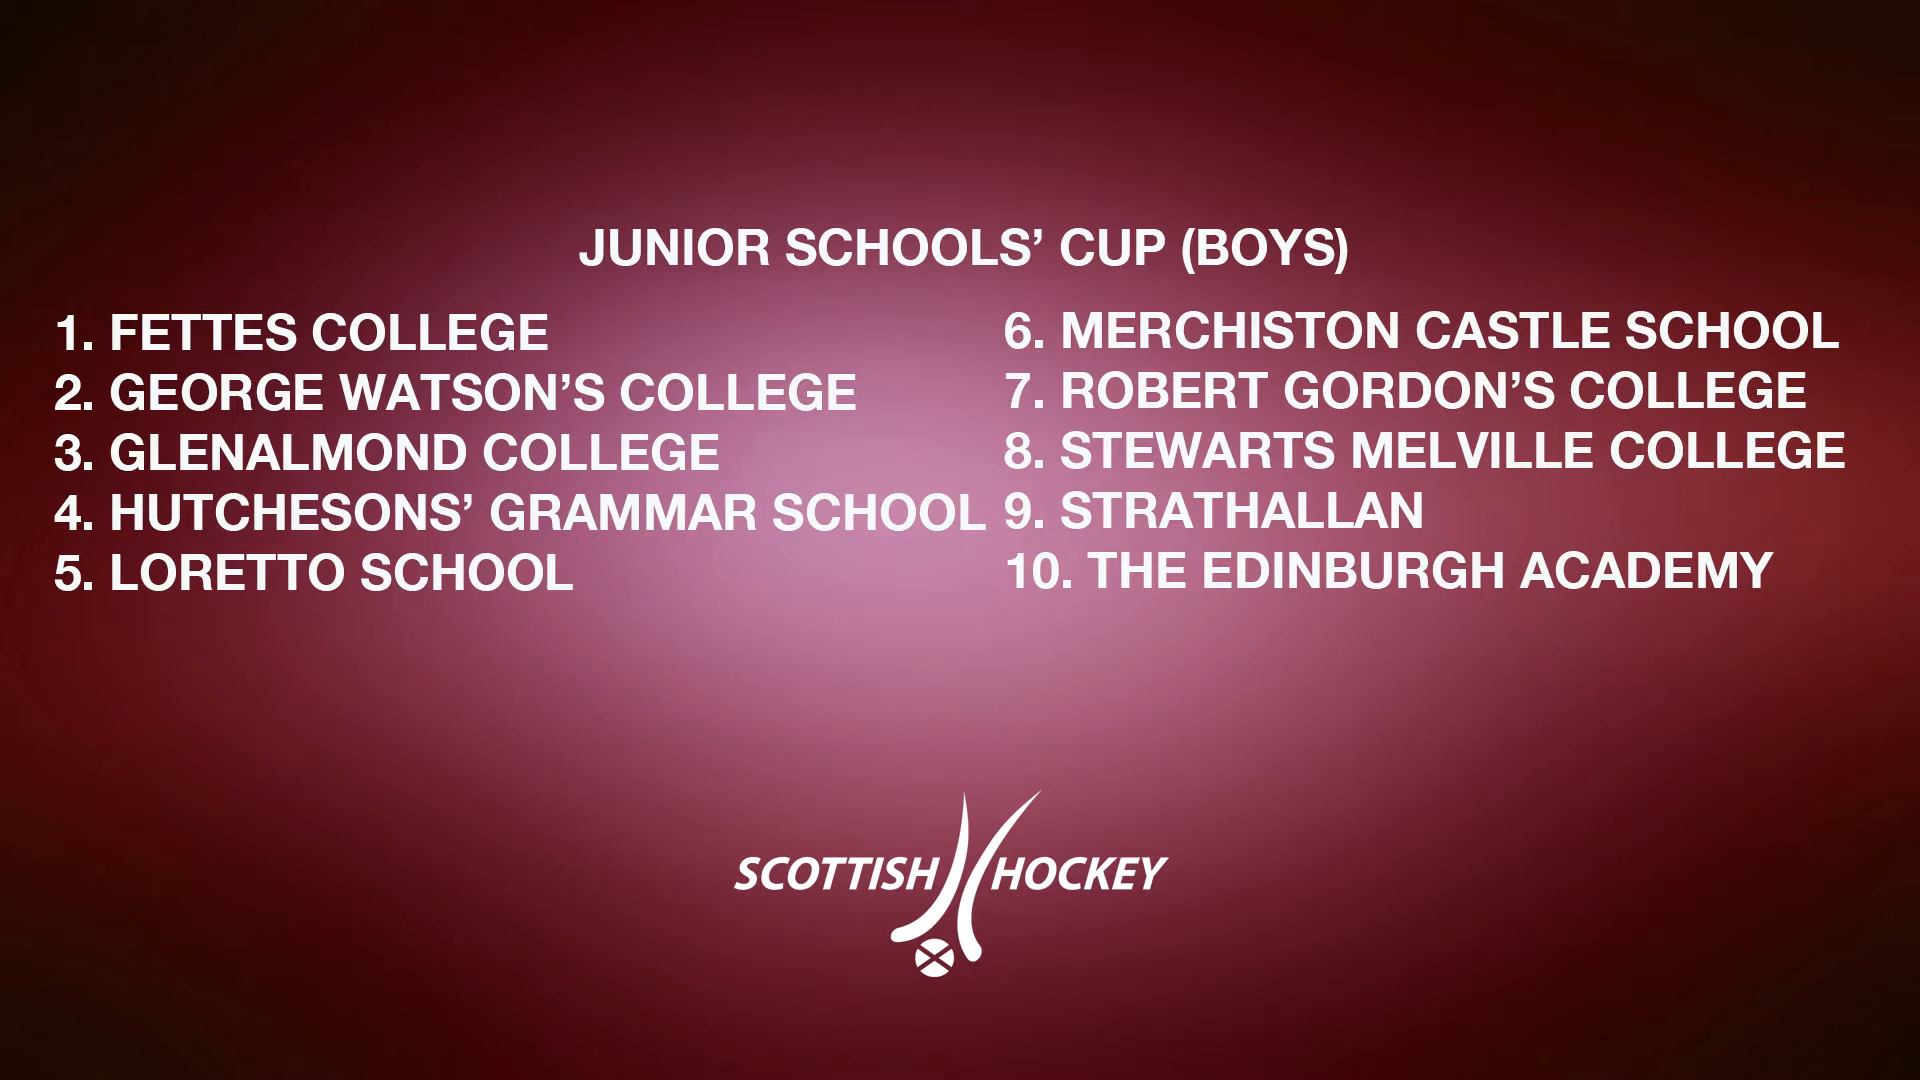 JUNIOR SCHOOLS’ CUP (BOYS)
1. FETTES COLLEGE
2. GEORGE WATSON’S COLLEGE
3. GLENALMOND COLLEGE
4. HUTCHESONS’ GRAMMAR SCHOOL
5. LORETTO SCHOOL
6. MERCHISTON CASTLE SCHOOL
7. ROBERT GORDON’S COLLEGE
8. STEWARTS MELVILLE COLLEGE
9. STRATHALLAN
10. THE EDINBURGH ACADEMY
SCOTTISH HOCKEY